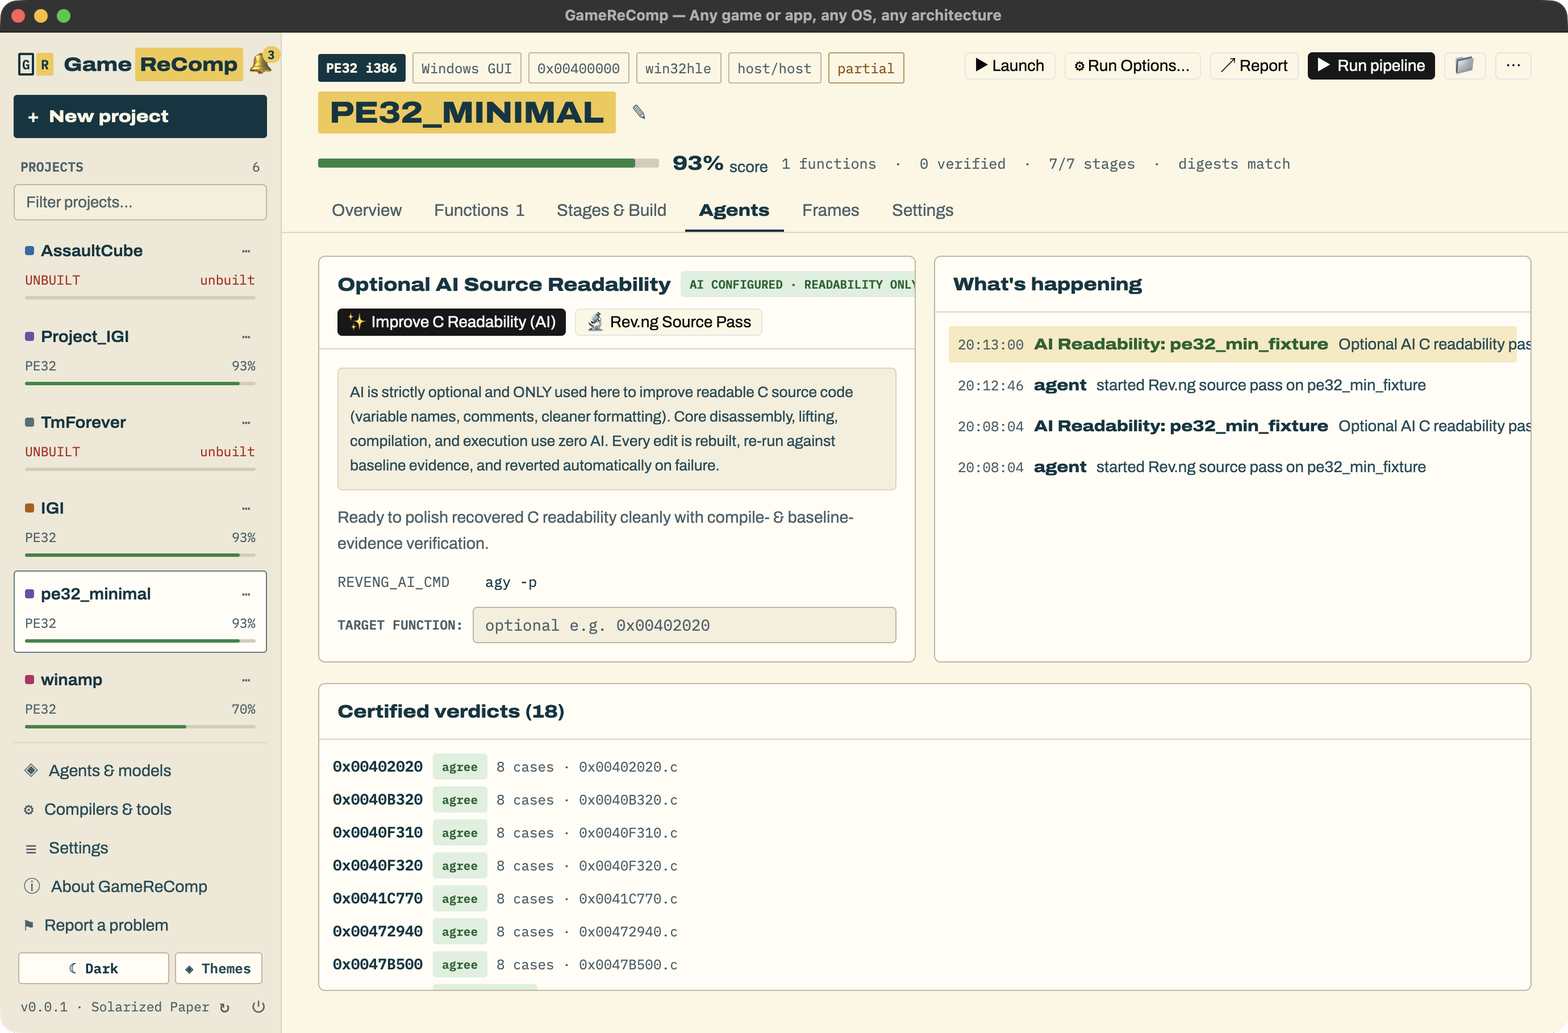 GameReComp — Any game or app, any OS, any architecture
GR Game ReComp 3
+ New project
PROJECTS 6
Filter projects...
AssaultCube ...
UNBUILT unbuilt
Project_IGI ...
PE32 93%
TmForever ...
UNBUILT unbuilt
IGI ...
PE32 93%
pe32_minimal ...
PE32 93%
winamp ...
PE32 70%
Agents & models
Compilers & tools
Settings
About GameReComp
Report a problem
Dark
Themes
v0.0.1 · Solarized Paper
PE32 i386 Windows GUI 0x00400000 win32hle host/host partial
Launch Run Options... Report Run pipeline ...
PE32_MINIMAL
93% score 1 functions · 0 verified · 7/7 stages · digests match
Overview Functions 1 Stages & Build Agents Frames Settings
Optional AI Source Readability AI CONFIGURED · READABILITY ONLY
Improve C Readability (AI) Rev.ng Source Pass
AI is strictly optional and ONLY used here to improve readable C source code
(variable names, comments, cleaner formatting). Core disassembly, lifting,
compilation, and execution use zero AI. Every edit is rebuilt, re-run against
baseline evidence, and reverted automatically on failure.
Ready to polish recovered C readability cleanly with compile- & baseline-
evidence verification.
REVENG_AI_CMD agy -p
TARGET FUNCTION: optional e.g. 0x00402020
What's happening
20:13:00 AI Readability: pe32_min_fixture Optional AI C readability pas
20:12:46 agent started Rev.ng source pass on pe32_min_fixture
20:08:04 AI Readability: pe32_min_fixture Optional AI C readability pas
20:08:04 agent started Rev.ng source pass on pe32_min_fixture
Certified verdicts (18)
0x00402020 agree 8 cases · 0x00402020.c
0x0040B320 agree 8 cases · 0x0040B320.c
0x0040F310 agree 8 cases · 0x0040F310.c
0x0040F320 agree 8 cases · 0x0040F320.c
0x0041C770 agree 8 cases · 0x0041C770.c
0x00472940 agree 8 cases · 0x00472940.c
0x0047B500 agree 8 cases · 0x0047B500.c